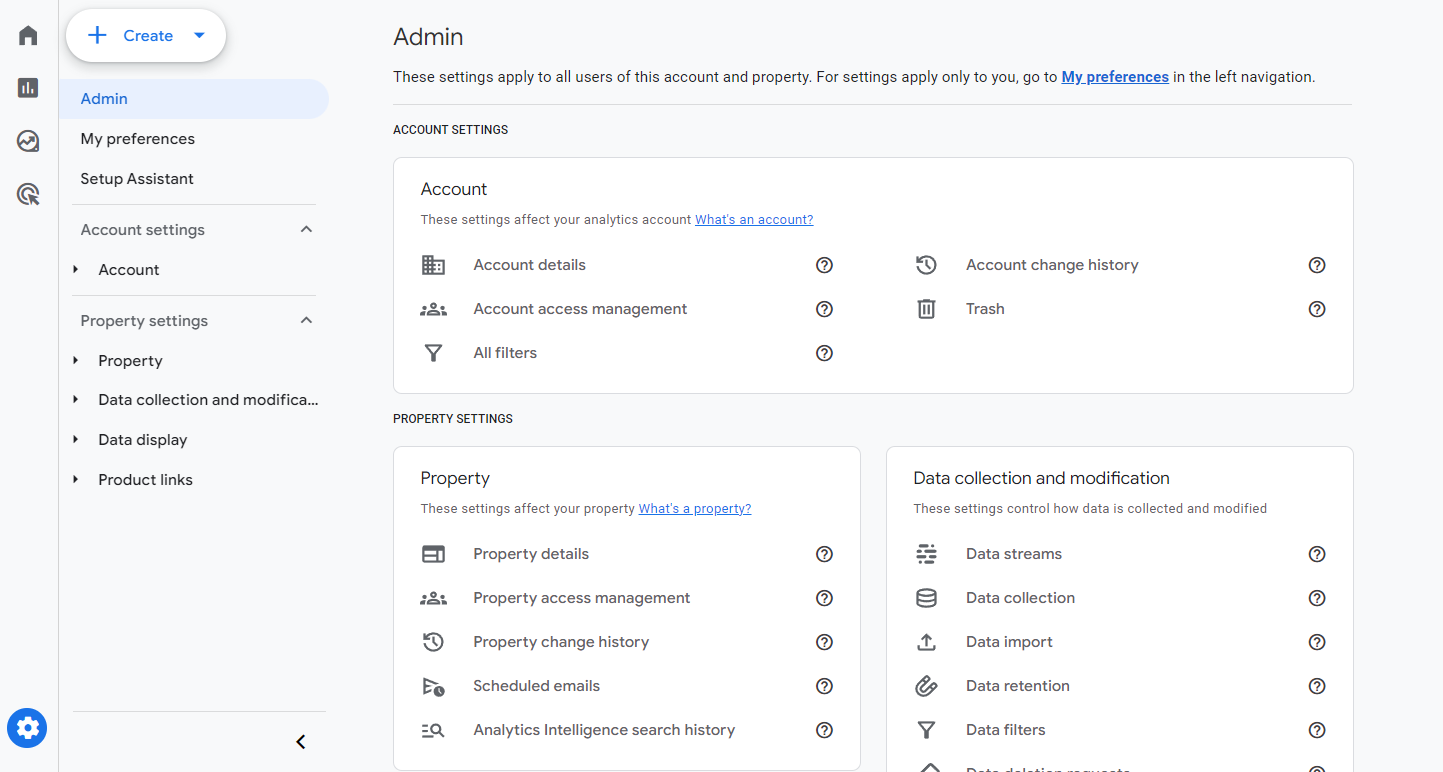 Create
Admin
My preferences
Setup Assistant
Account settings
Account
Property settings
Property
Data collection and modifica...
Data display
Product links
Admin
These settings apply to all users of this account and property. For settings apply only to you, go to My preferences in the left navigation.
ACCOUNT SETTINGS
Account
These settings affect your analytics account What's an account?
Account details
Account change history
Account access management
Trash
All filters
PROPERTY SETTINGS
Property
These settings affect your property What's a property?
Property details
Property access management
Property change history
Scheduled emails
Analytics Intelligence search history
Data collection and modification
These settings control how data is collected and modified
Data streams
Data collection
Data import
Data retention
Data filters
Data deletion requests